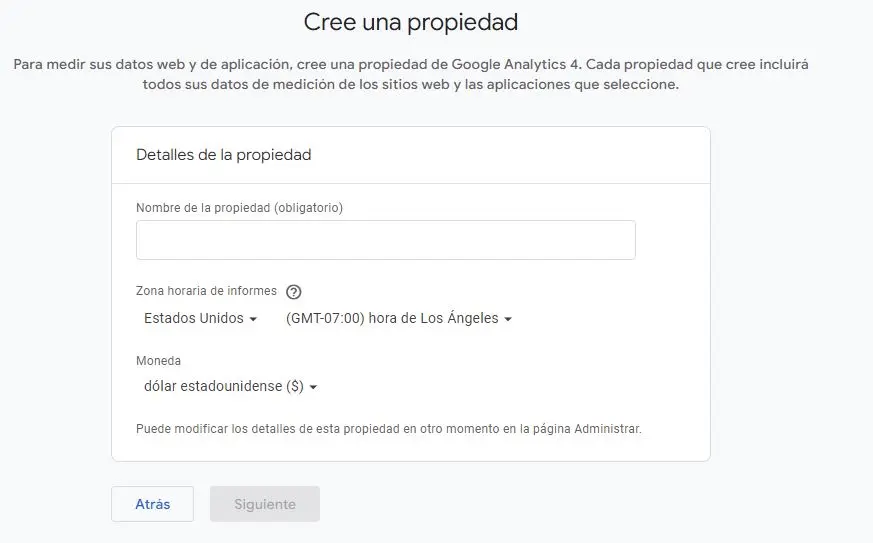 Cree una propiedad
Para medir sus datos web y de aplicación, cree una propiedad de Google Analytics 4. Cada propiedad que cree incluirá
todos sus datos de medición de los sitios web y las aplicaciones que seleccione.
Detalles de la propiedad
Nombre de la propiedad (obligatorio)
Zona horaria de informes ?
Estados Unidos (GMT-07:00) hora de Los Ángeles
Moneda
dólar estadounidense ($)
Puede modificar los detalles de esta propiedad en otro momento en la página Administrar.
Atrás Siguiente